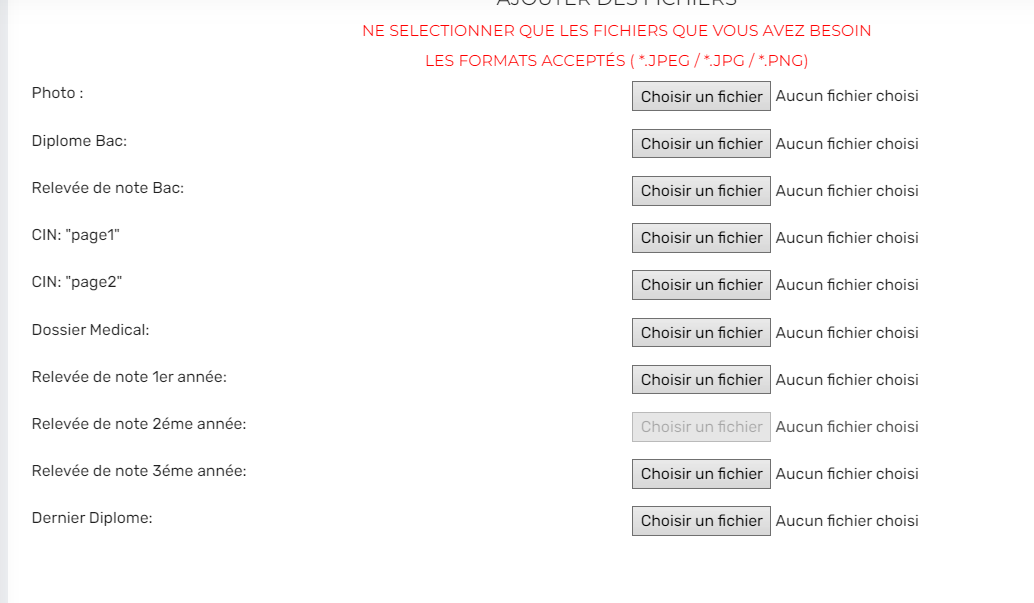 AJOUTER DES FICHIERS
NE SELECTIONNER QUE LES FICHIERS QUE VOUS AVEZ BESOIN
LES FORMATS ACCEPTÉS ( *.JPEG / *.JPG / *.PNG)
Photo : Choisir un fichier Aucun fichier choisi
Diplome Bac: Choisir un fichier Aucun fichier choisi
Relevée de note Bac: Choisir un fichier Aucun fichier choisi
CIN: "page1" Choisir un fichier Aucun fichier choisi
CIN: "page2" Choisir un fichier Aucun fichier choisi
Dossier Medical: Choisir un fichier Aucun fichier choisi
Relevée de note 1er année: Choisir un fichier Aucun fichier choisi
Relevée de note 2éme année: Choisir un fichier Aucun fichier choisi
Relevée de note 3éme année: Choisir un fichier Aucun fichier choisi
Dernier Diplome: Choisir un fichier Aucun fichier choisi